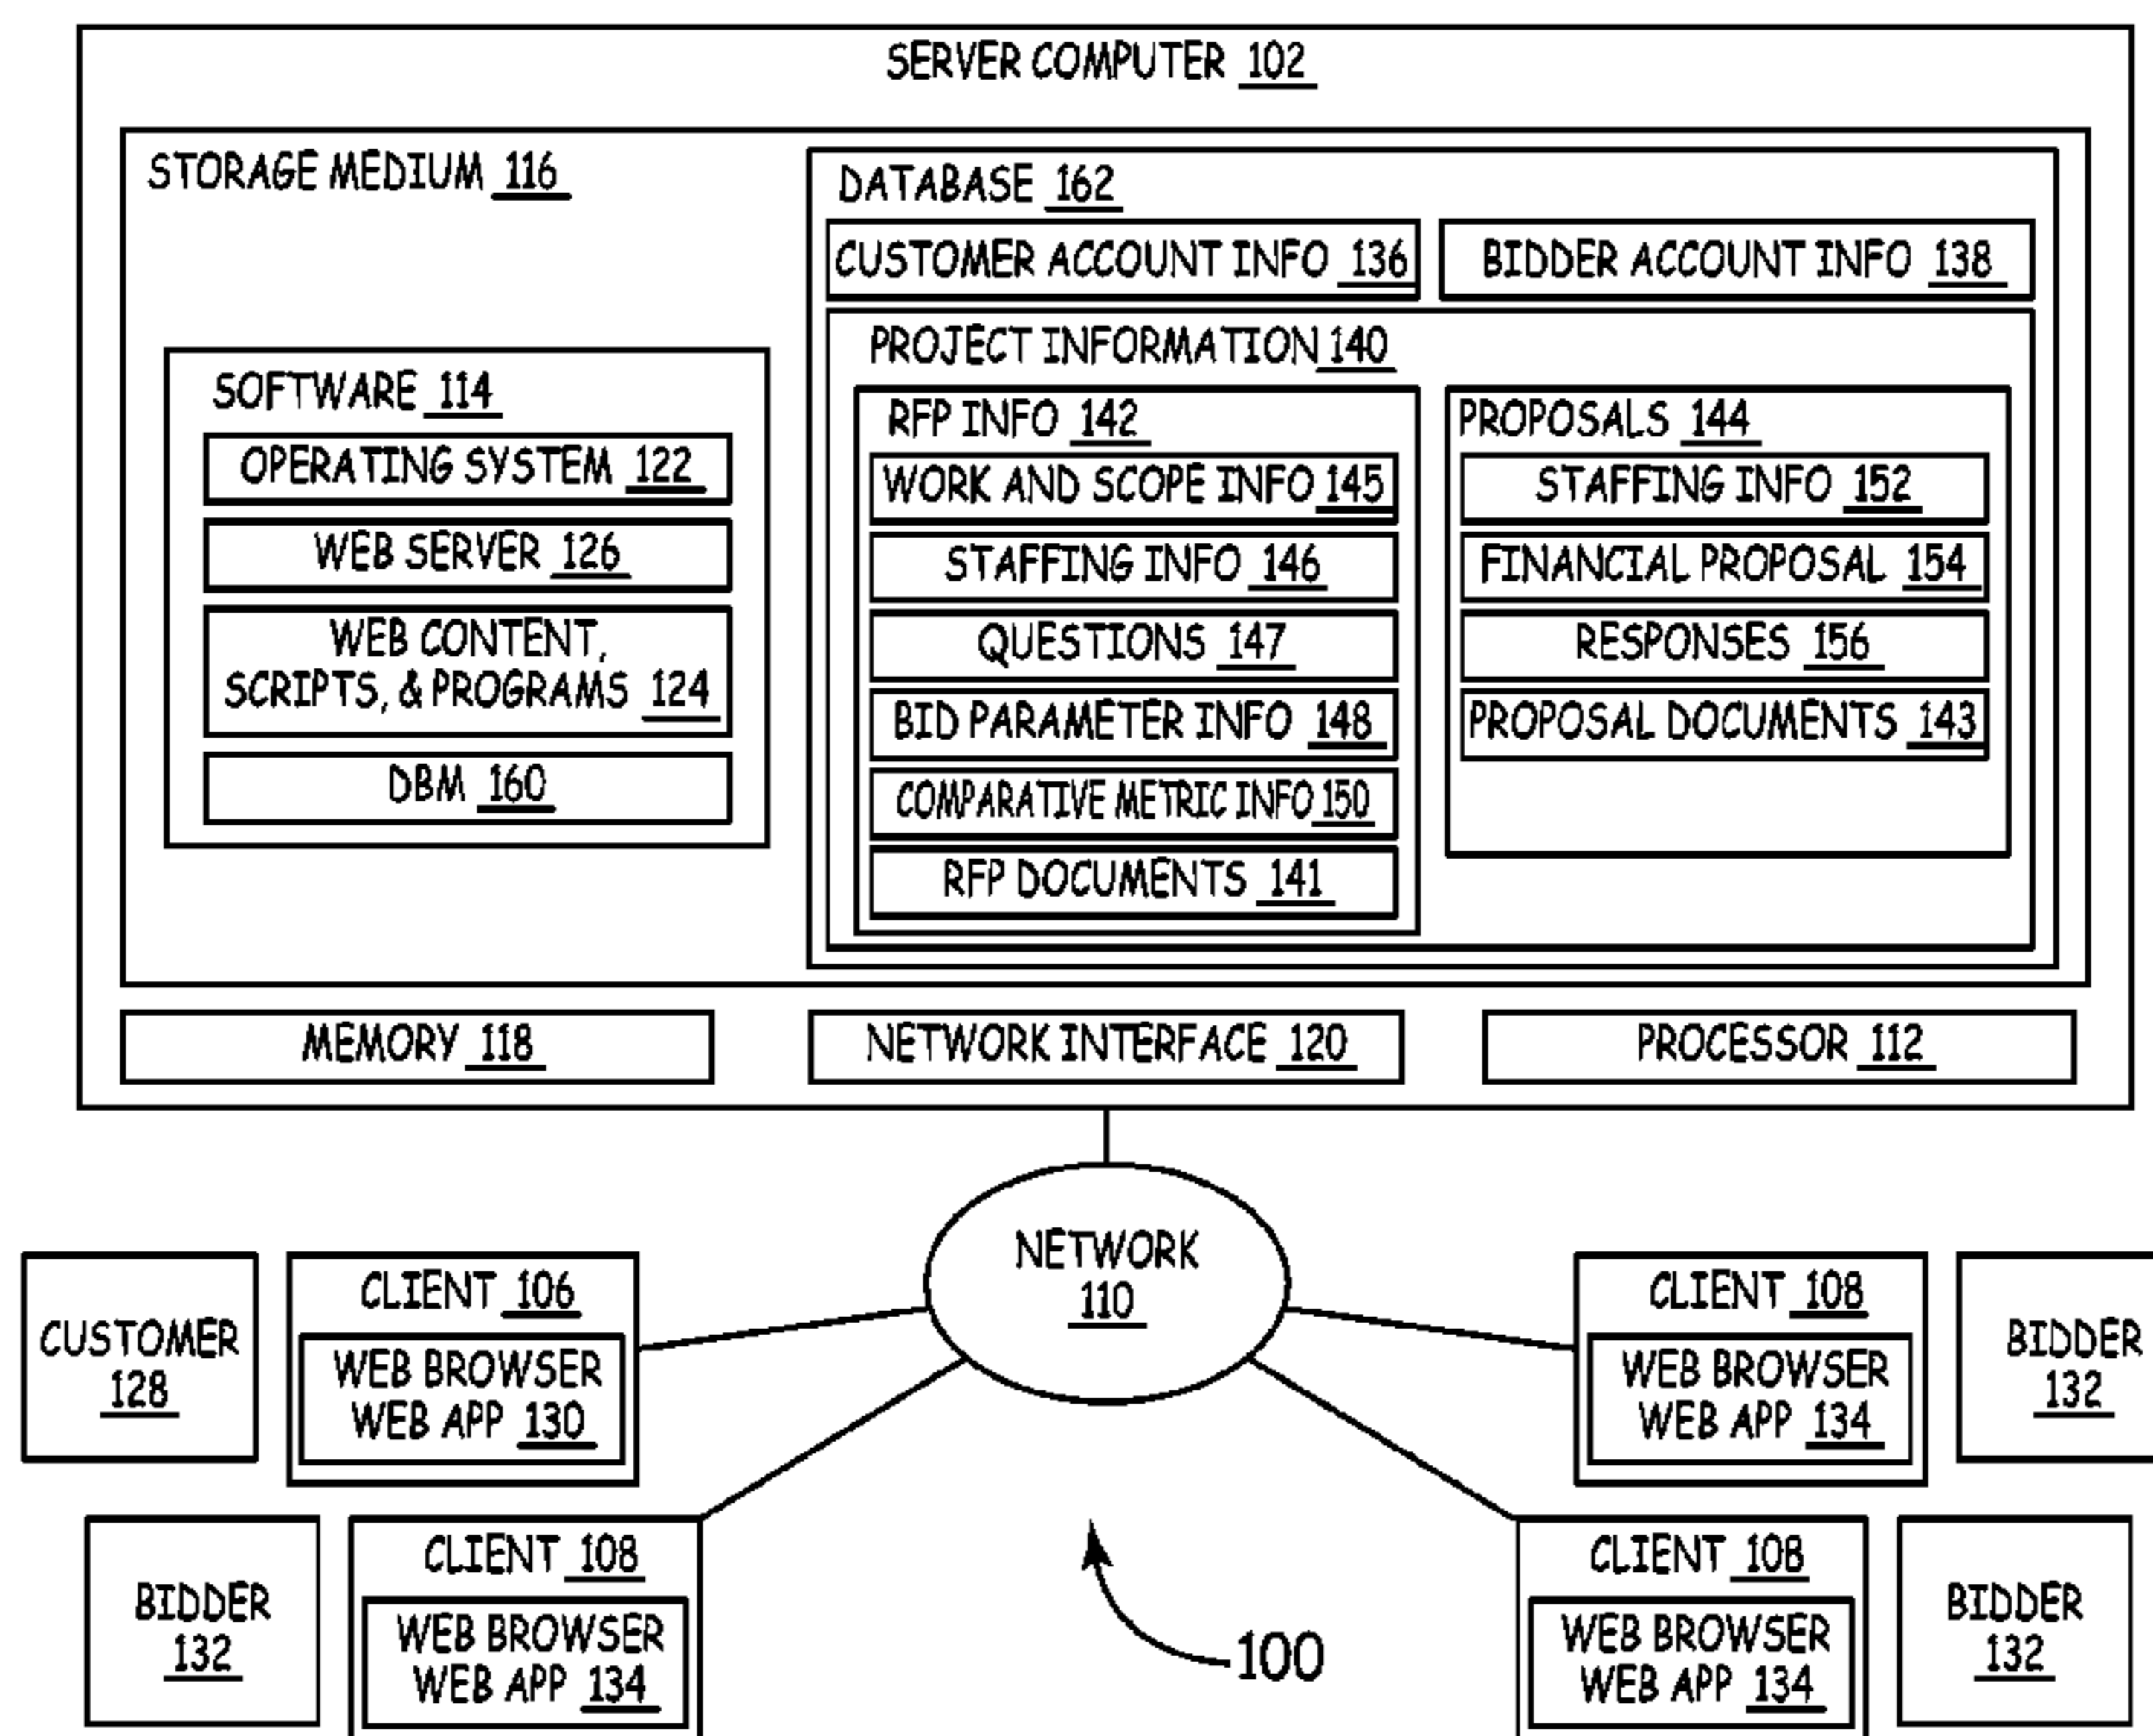 SERVER COMPUTER 102
STORAGE MEDIUM 116
SOFTWARE 114
OPERATING SYSTEM 122
WEB SERVER 126
WEB CONTENT,
SCRIPTS, & PROGRAMS 124
DBM 160
DATABASE 162
CUSTOMER ACCOUNT INFO 136
BIDDER ACCOUNT INFO 138
PROJECT INFORMATION 140
RFP INFO 142
WORK AND SCOPE INFO 145
STAFFING INFO 146
QUESTIONS 147
BID PARAMETER INFO 148
COMPARATIVE METRIC INFO 150
RFP DOCUMENTS 141
PROPOSALS 144
STAFFING INFO 152
FINANCIAL PROPOSAL 154
RESPONSES 156
PROPOSAL DOCUMENTS 143
MEMORY 118
NETWORK INTERFACE 120
PROCESSOR 112
NETWORK
110
CUSTOMER
128
CLIENT 106
WEB BROWSER
WEB APP 130
CLIENT 108
WEB BROWSER
WEB APP 134
BIDDER
132
BIDDER
132
CLIENT 108
WEB BROWSER
WEB APP 134
100
CLIENT 108
WEB BROWSER
WEB APP 134
BIDDER
132